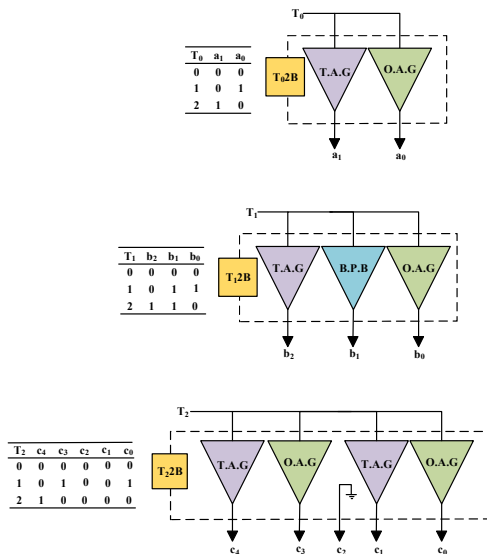 T₀
T₀ a₁ a₀
0 0 0
1 0 1
2 1 0
T₀2B
T.A.G O.A.G
a₁ a₀
T₁
T₁ b₂ b₁ b₀
0 0 0 0
1 0 1 1
2 1 1 0
T₁2B
T.A.G B.P.B O.A.G
b₂ b₁ b₀
T₂
T₂ c₄ c₃ c₂ c₁ c₀
0 0 0 0 0 0
1 0 1 0 0 1
2 1 0 0 0 0
T₂2B
T.A.G O.A.G T.A.G O.A.G
c₄ c₃ c₂ c₁ c₀